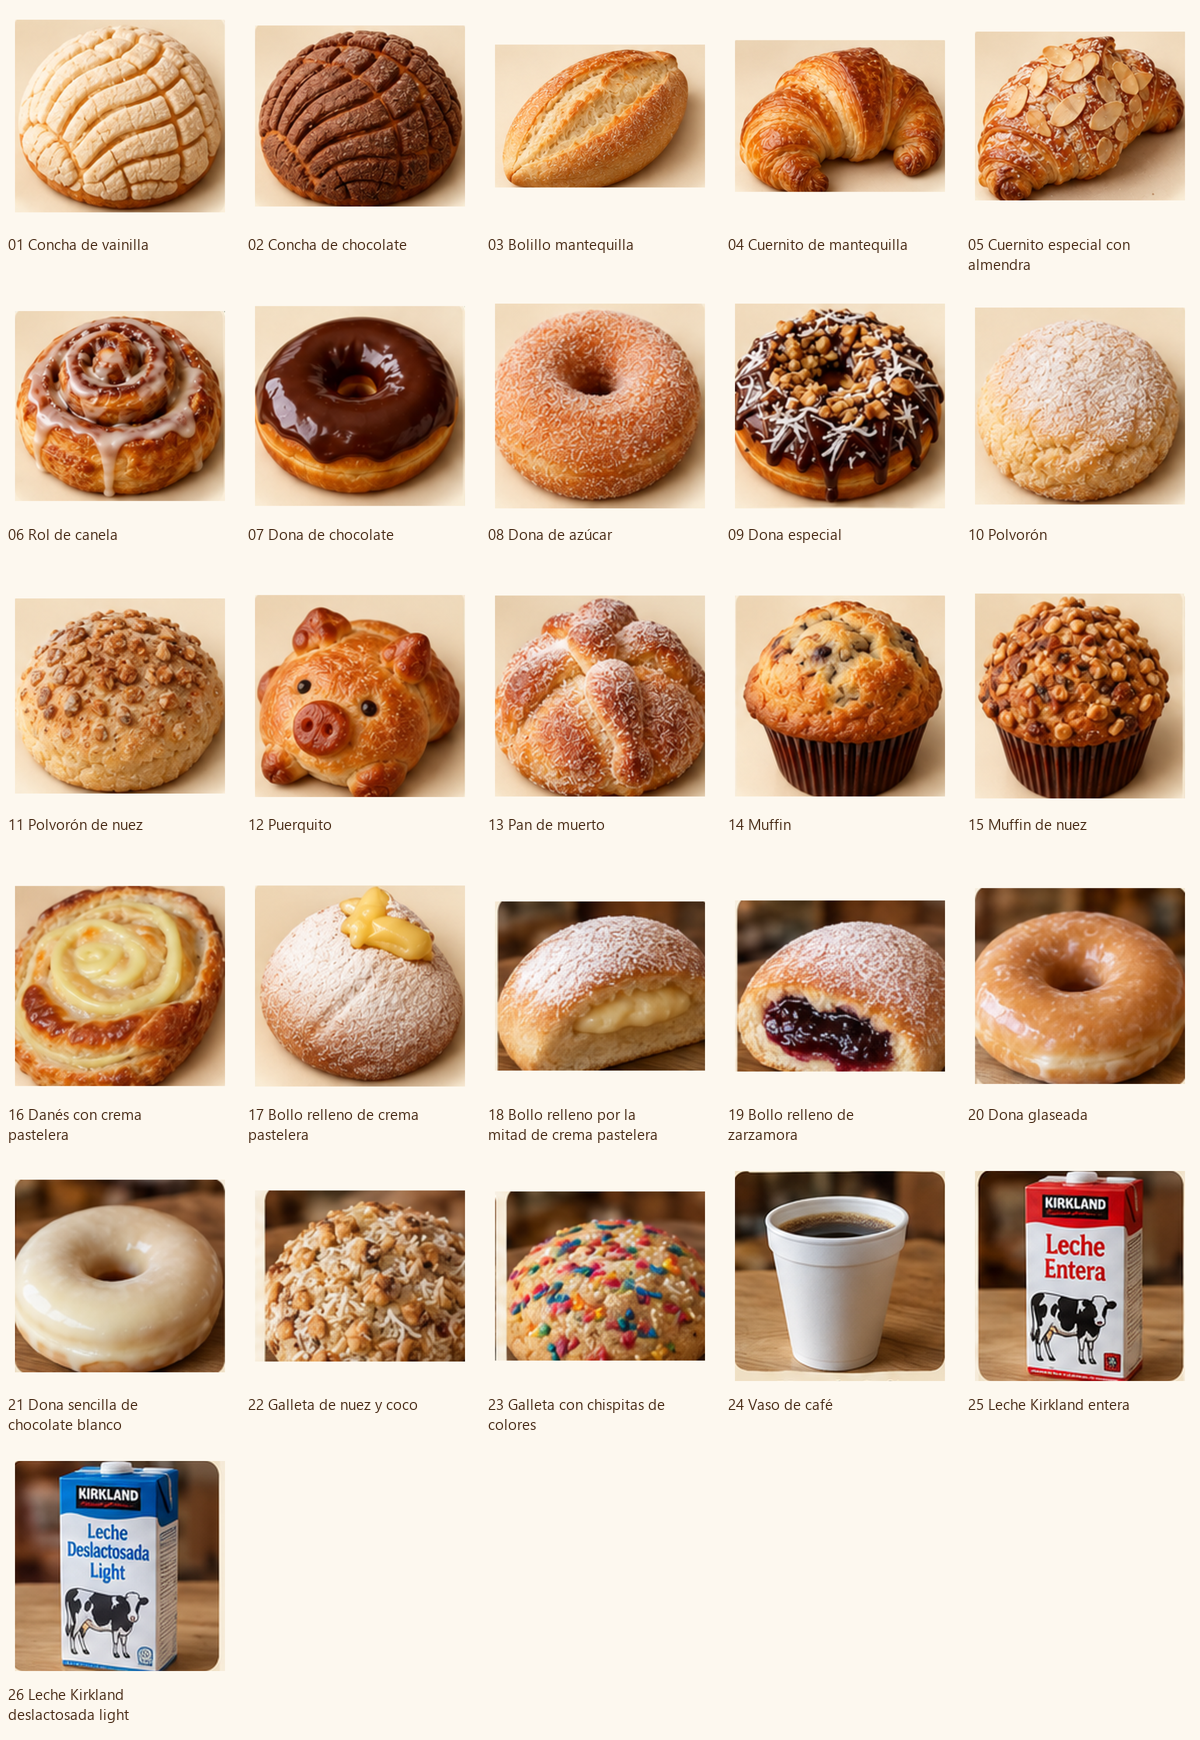 01 Concha de vainilla
02 Concha de chocolate
03 Bolillo mantequilla
04 Cuernito de mantequilla
05 Cuernito especial con
almendra
06 Rol de canela
07 Dona de chocolate
08 Dona de azúcar
09 Dona especial
10 Polvorón
11 Polvorón de nuez
12 Puerquito
13 Pan de muerto
14 Muffin
15 Muffin de nuez
16 Danés con crema
pastelera
17 Bollo relleno de crema
pastelera
18 Bollo relleno por la
mitad de crema pastelera
19 Bollo relleno de
zarzamora
20 Dona glaseada
KIRKLAND
Leche
Entera
21 Dona sencilla de
chocolate blanco
22 Galleta de nuez y coco
23 Galleta con chispitas de
colores
24 Vaso de café
25 Leche Kirkland entera
KIRKLAND
Leche
Deslactosada
Light
26 Leche Kirkland
deslactosada light